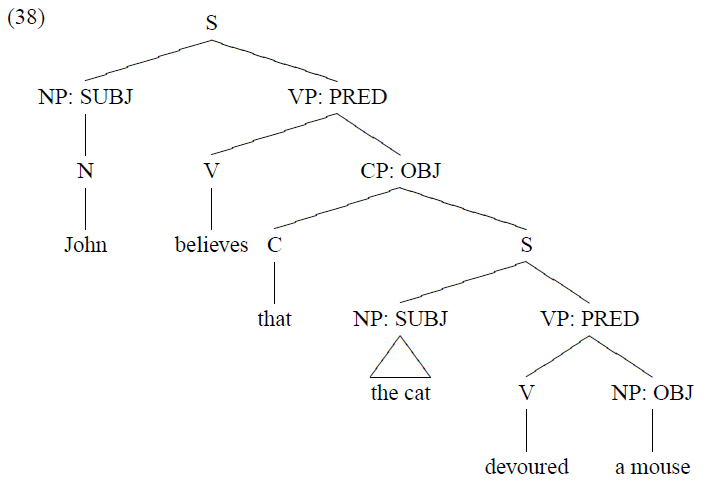 (38)
S
NP: SUBJ VP: PRED
N V CP: OBJ
John believes C S
that NP: SUBJ VP: PRED
the cat V NP: OBJ
devoured a mouse